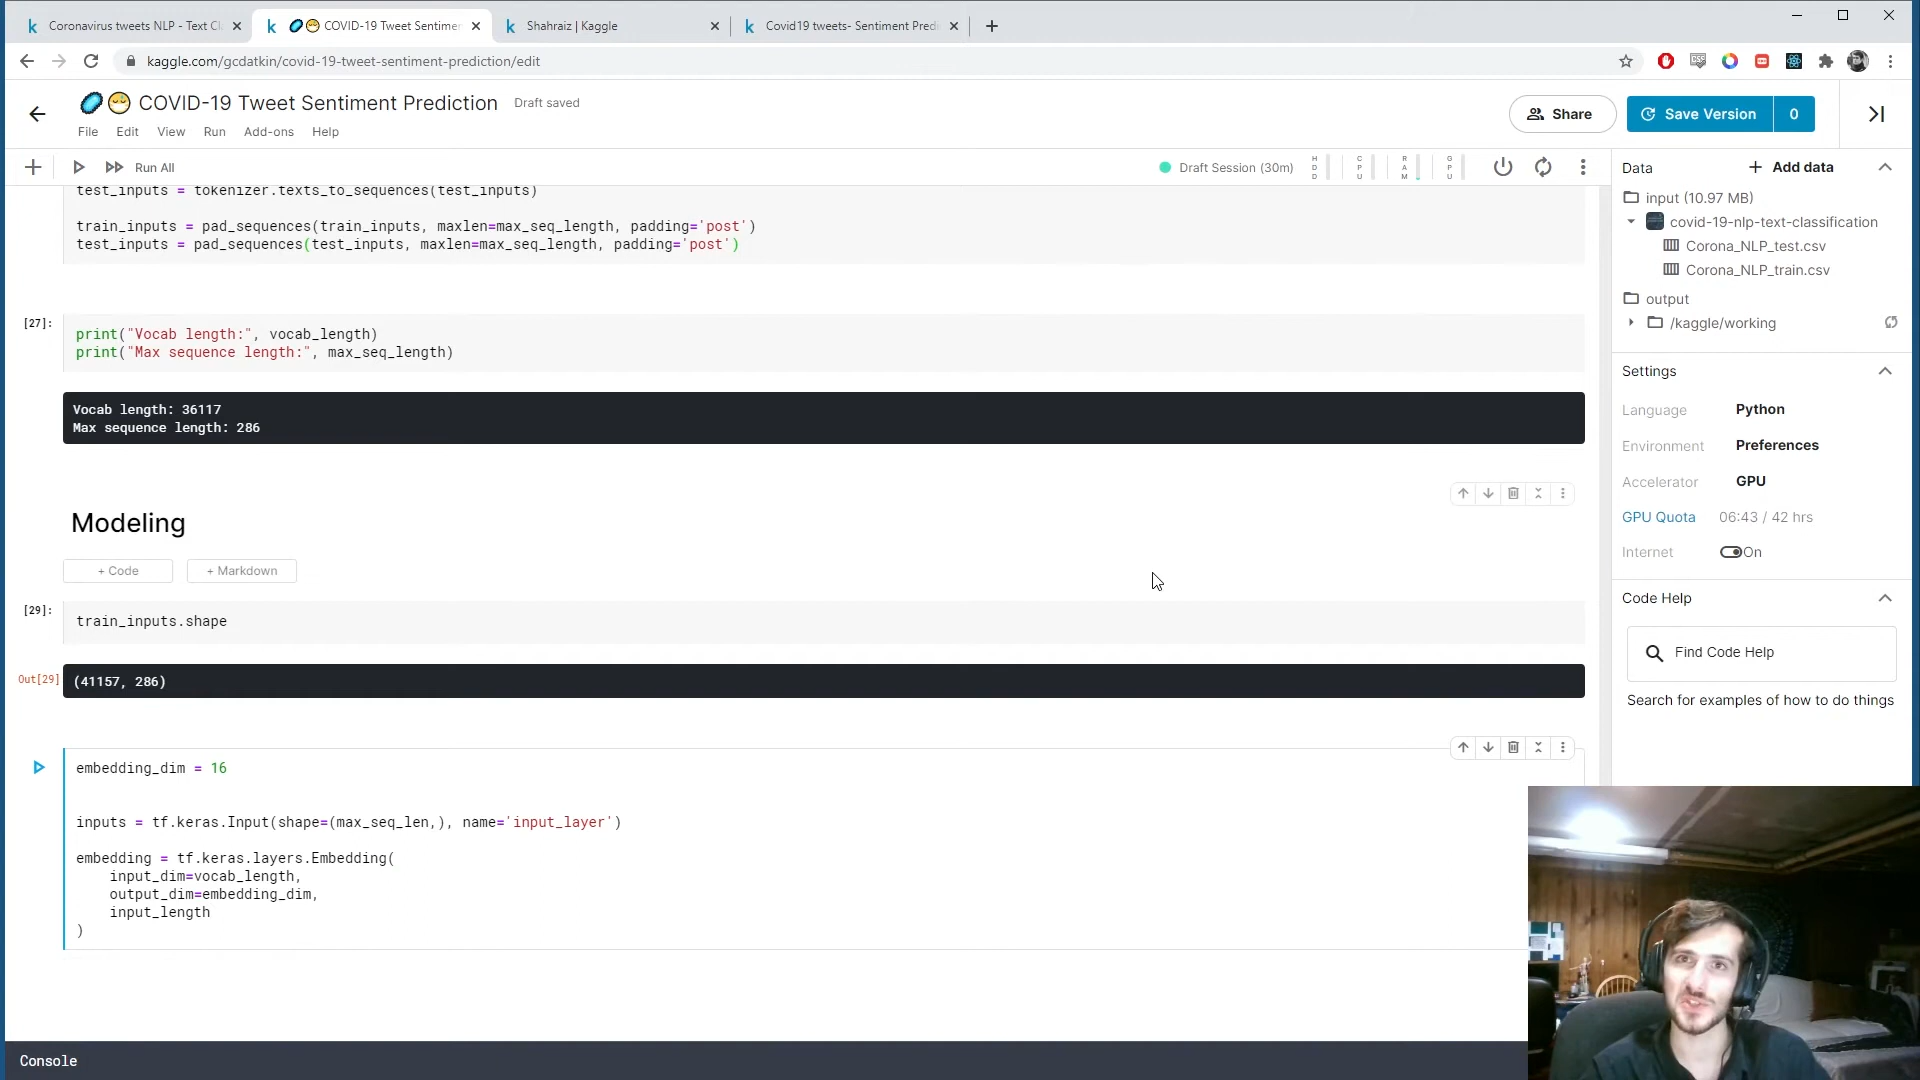 Coronavirus tweets NLP - Text Cl
COVID-19 Tweet Sentimen
Shahraiz | Kaggle
Covid19 tweets- Sentiment Predi
kaggle.com/gcdatkin/covid-19-tweet-sentiment-prediction/edit
COVID-19 Tweet Sentiment Prediction
Draft saved
File
Edit
View
Run
Add-ons
Help
Share
Save Version
0
Run All
Draft Session (30m)
HDD
CPU
RAM
GPU
test_inputs = tokenizer.texts_to_sequences(test_inputs)
train_inputs = pad_sequences(train_inputs, maxlen=max_seq_length, padding='post')
test_inputs = pad_sequences(test_inputs, maxlen=max_seq_length, padding='post')
[27]:
print("Vocab length:", vocab_length)
print("Max sequence length:", max_seq_length)
Vocab length: 36117
Max sequence length: 286
Modeling
+ Code
+ Markdown
[29]:
train_inputs.shape
Out[29]
(41157, 286)
embedding_dim = 16
inputs = tf.keras.Input(shape=(max_seq_len,), name='input_layer')
embedding = tf.keras.layers.Embedding(
input_dim=vocab_length,
output_dim=embedding_dim,
input_length
)
Console
Data
Add data
input (10.97 MB)
covid-19-nlp-text-classification
Corona_NLP_test.csv
Corona_NLP_train.csv
output
/kaggle/working
Settings
Language
Python
Environment
Preferences
Accelerator
GPU
GPU Quota
06:43 / 42 hrs
Internet
On
Code Help
Find Code Help
Search for examples of how to do things